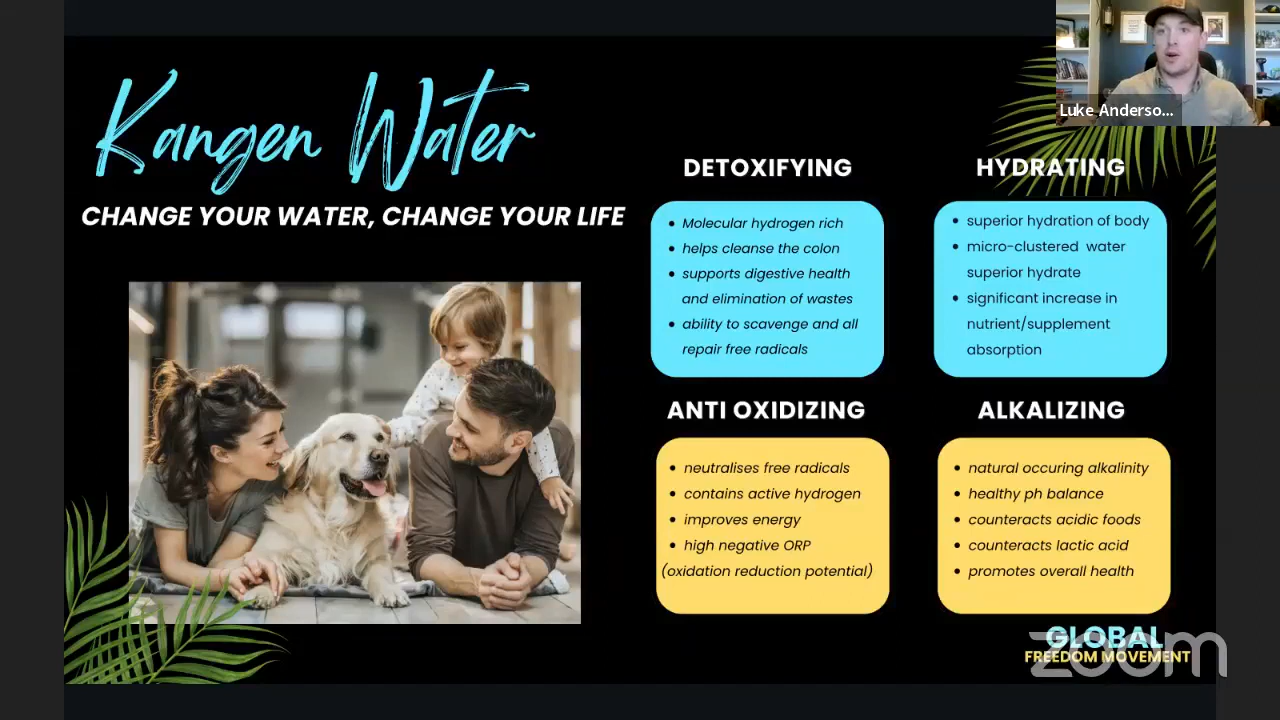 Luke Anderso...
Kangen Water
CHANGE YOUR WATER, CHANGE YOUR LIFE
DETOXIFYING
• Molecular hydrogen rich
• helps cleanse the colon
• supports digestive health
and elimination of wastes
• ability to scavenge and all
repair free radicals
HYDRATING
• superior hydration of body
• micro-clustered water
superior hydrate
• significant increase in
nutrient/supplement
absorption
ANTI OXIDIZING
• neutralises free radicals
• contains active hydrogen
• improves energy
• high negative ORP
(oxidation reduction potential)
ALKALIZING
• natural occuring alkalinity
• healthy ph balance
• counteracts acidic foods
• counteracts lactic acid
• promotes overall health
GLOBAL
FREEDOM MOVEMENT
zoom